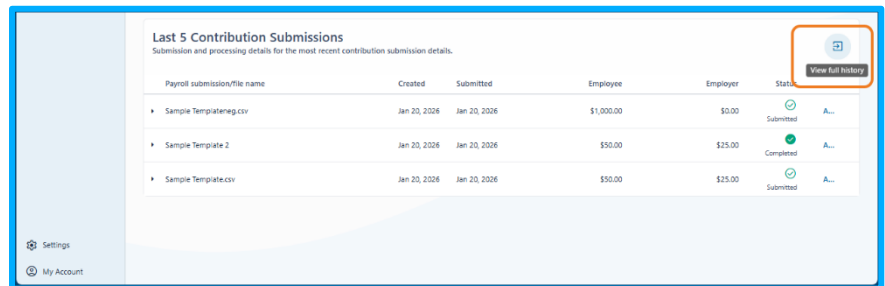 Last 5 Contribution Submissions
Submission and processing details for the most recent contribution submission details.
View full history
Payroll submission/file name Created Submitted Employee Employer Status
Sample Templateneg.csv Jan 20, 2026 Jan 20, 2026 $1,000.00 $0.00 Submitted A...
Sample Template 2 Jan 20, 2026 Jan 20, 2026 $50.00 $25.00 Completed A...
Sample Template.csv Jan 20, 2026 Jan 20, 2026 $50.00 $25.00 Submitted A...
Settings
My Account